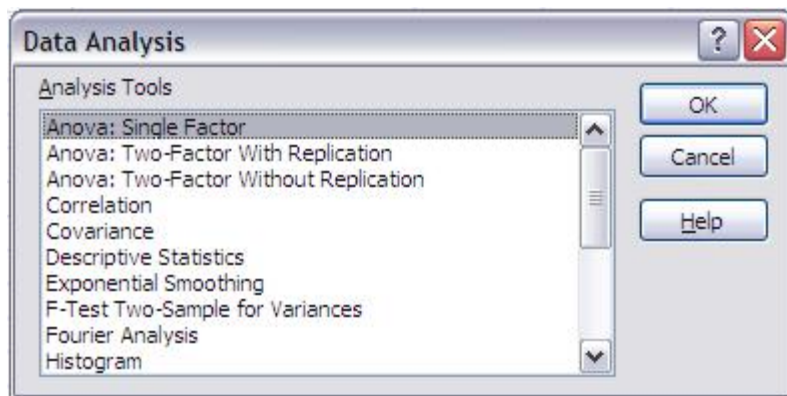 Data Analysis
?
Analysis Tools
Anova: Single Factor
Anova: Two-Factor With Replication
Anova: Two-Factor Without Replication
Correlation
Covariance
Descriptive Statistics
Exponential Smoothing
F-Test Two-Sample for Variances
Fourier Analysis
Histogram
OK
Cancel
Help